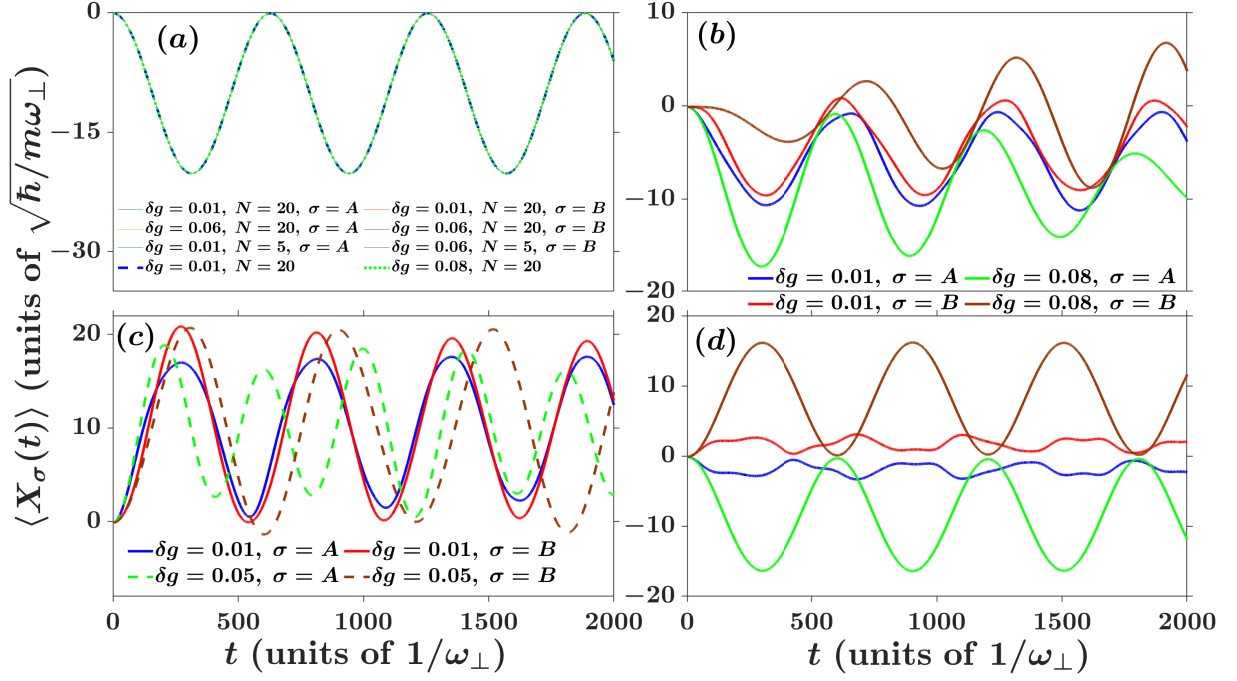 ⟨X_σ(t)⟩ (units of √ħ/mω⊥)
(a)
0
−15
−30
δg = 0.01, N = 20, σ = A
δg = 0.01, N = 20, σ = B
δg = 0.06, N = 20, σ = A
δg = 0.06, N = 20, σ = B
δg = 0.01, N = 5, σ = A
δg = 0.06, N = 5, σ = B
δg = 0.01, N = 20
δg = 0.08, N = 20
(b)
10
0
−10
−20
δg = 0.01, σ = A
δg = 0.08, σ = A
δg = 0.01, σ = B
δg = 0.08, σ = B
(c)
20
10
0
δg = 0.01, σ = A
δg = 0.01, σ = B
δg = 0.05, σ = A
δg = 0.05, σ = B
0 500 1000 1500 2000
t (units of 1/ω⊥)
(d)
20
10
0
−10
−20
0 500 1000 1500 2000
t (units of 1/ω⊥)